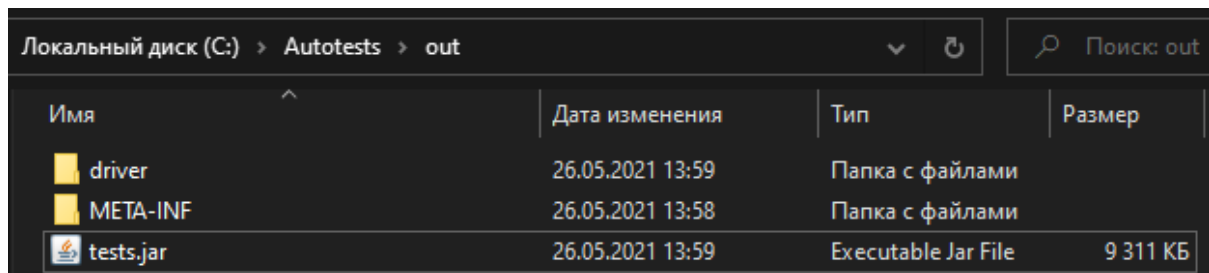 Локальный диск (C:) > Autotests > out Поиск: out
Имя Дата изменения Тип Размер
driver 26.05.2021 13:59 Папка с файлами
META-INF 26.05.2021 13:58 Папка с файлами
tests.jar 26.05.2021 13:59 Executable Jar File 9 311 КБ